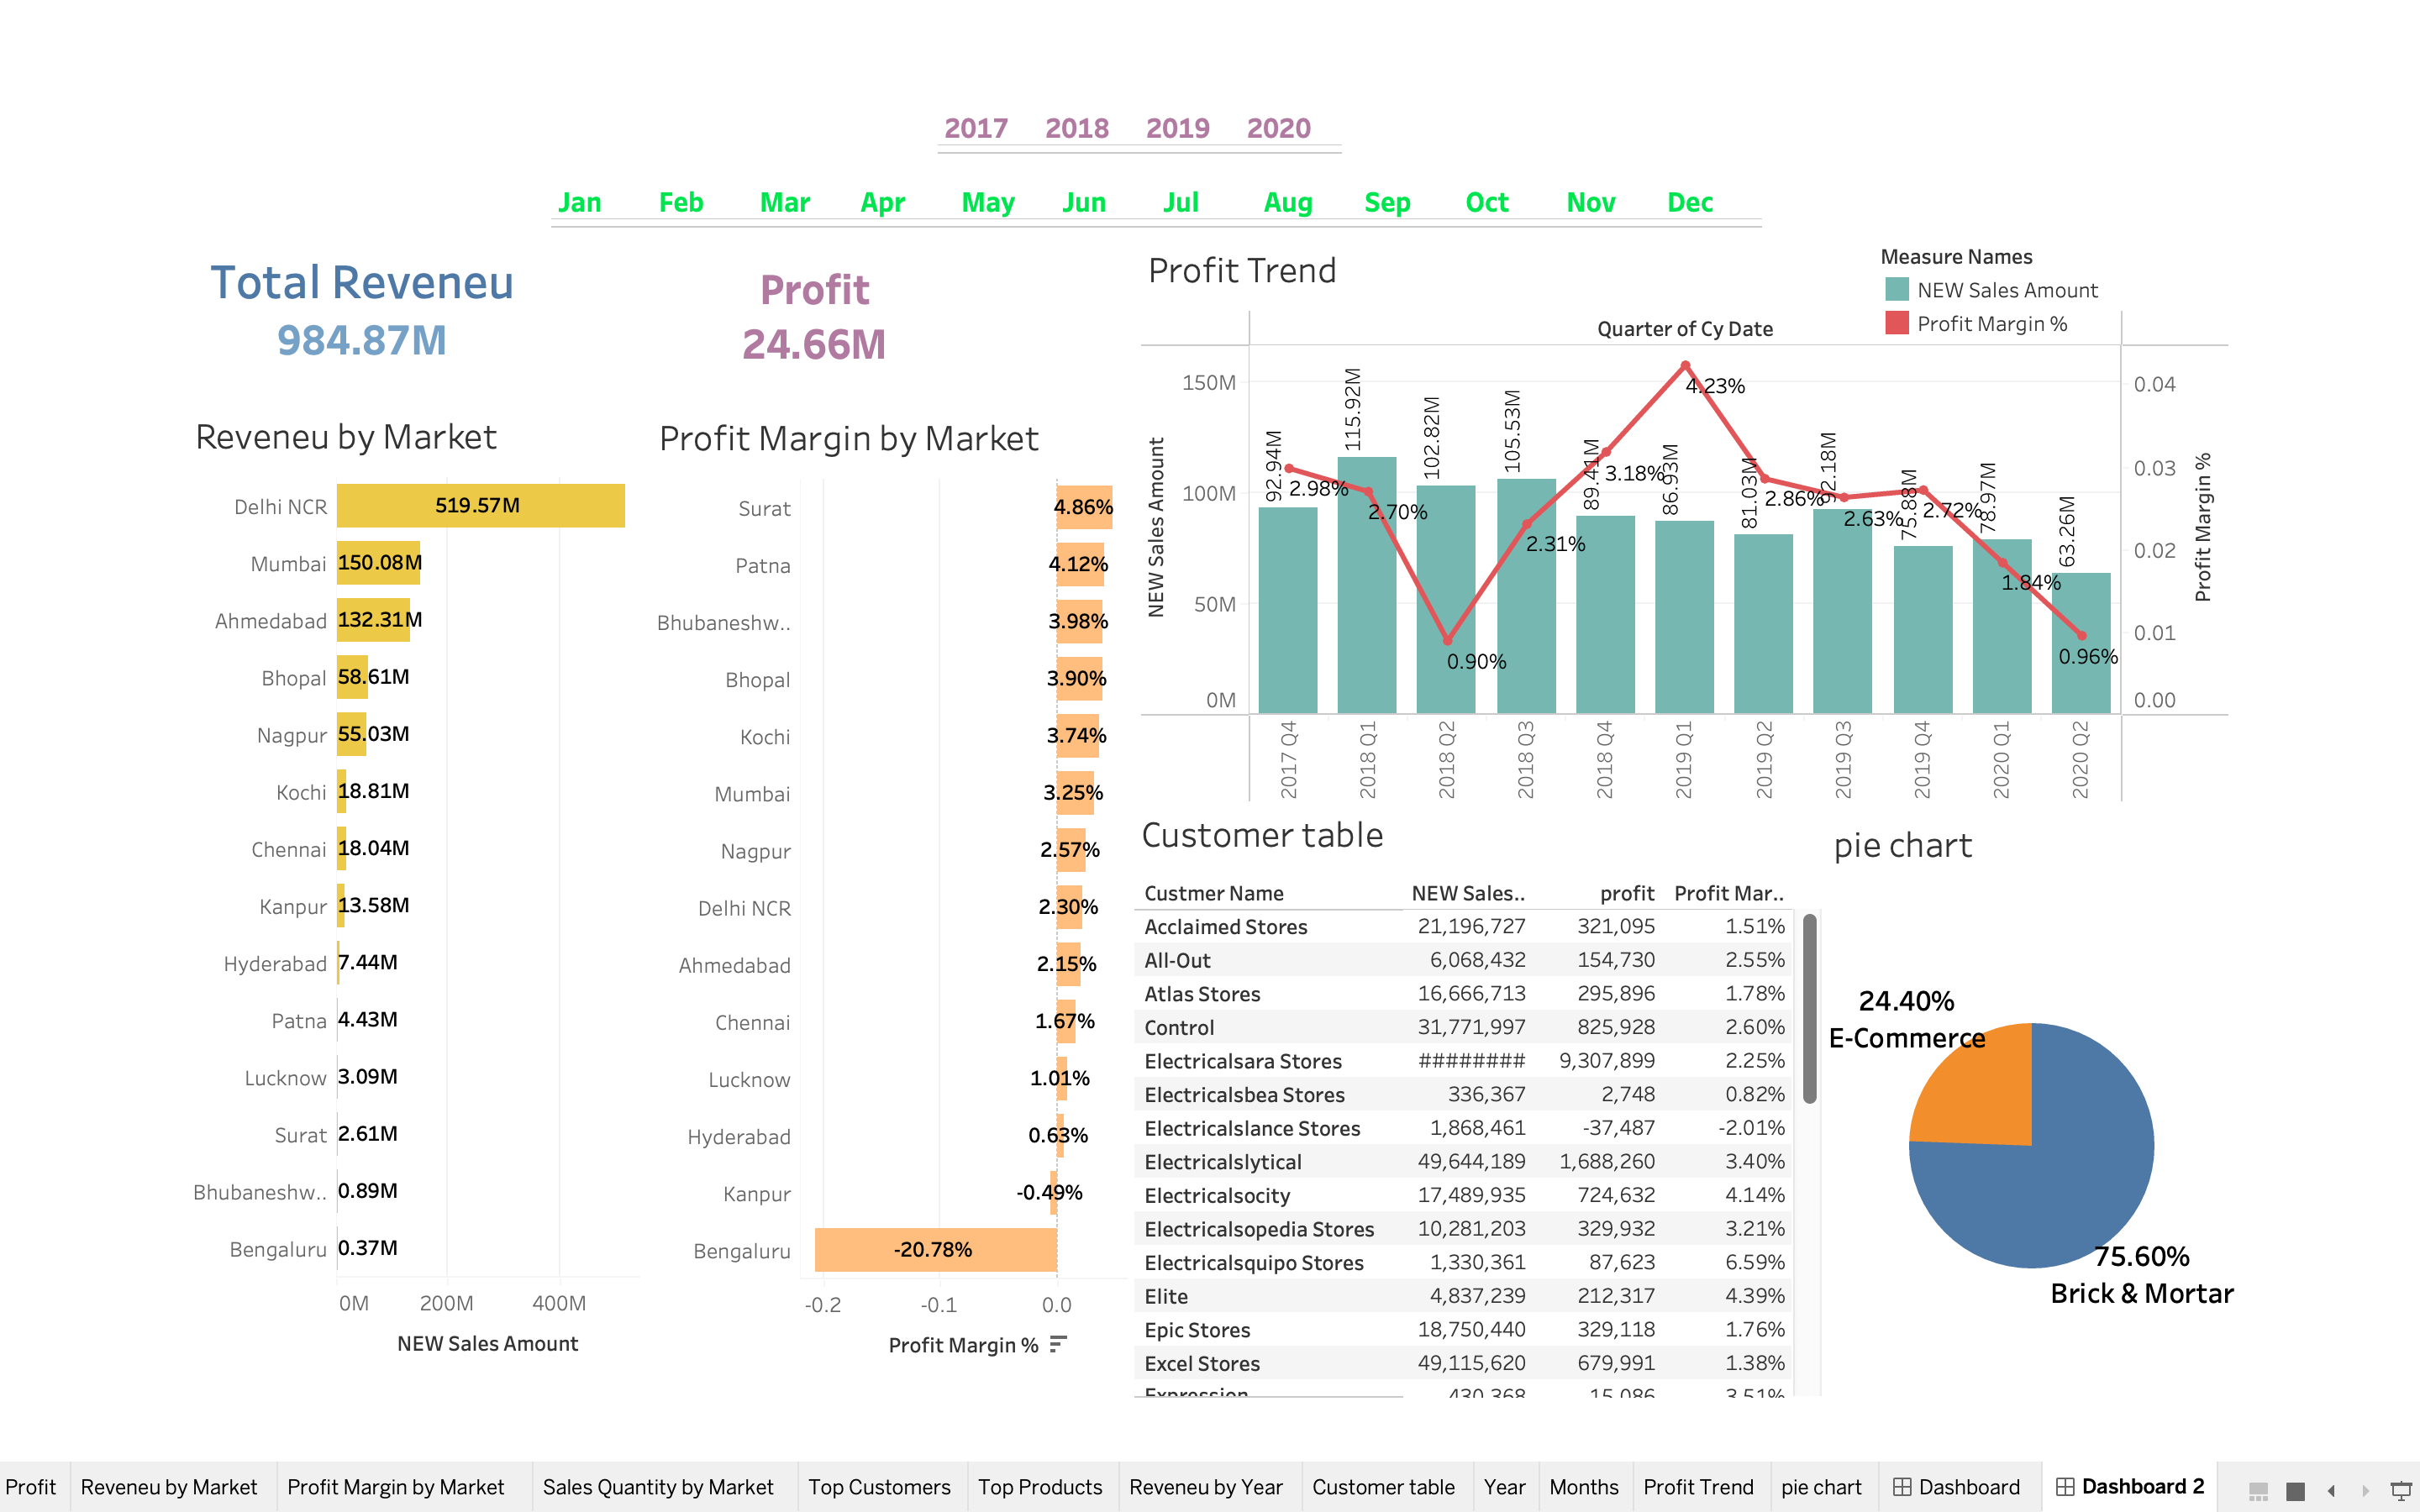 2017 2018 2019 2020
Jan Feb Mar Apr May Jun Jul Aug Sep Oct Nov Dec
Total Reveneu
984.87M
Profit
24.66M
Reveneu by Market
Delhi NCR 519.57M
Mumbai 150.08M
Ahmedabad 132.31M
Bhopal 58.61M
Nagpur 55.03M
Kochi 18.81M
Chennai 18.04M
Kanpur 13.58M
Hyderabad 7.44M
Patna 4.43M
Lucknow 3.09M
Surat 2.61M
Bhubaneshw.. 0.89M
Bengaluru 0.37M
0M 200M 400M
NEW Sales Amount
Profit Margin by Market
Surat 4.86%
Patna 4.12%
Bhubaneshw.. 3.98%
Bhopal 3.90%
Kochi 3.74%
Mumbai 3.25%
Nagpur 2.57%
Delhi NCR 2.30%
Ahmedabad 2.15%
Chennai 1.67%
Lucknow 1.01%
Hyderabad 0.63%
Kanpur -0.49%
Bengaluru -20.78%
-0.2 -0.1 0.0
Profit Margin %
Profit Trend
Measure Names
NEW Sales Amount
Profit Margin %
Quarter of Cy Date
NEW Sales Amount
150M
100M
50M
0M
92.94M 115.92M 102.82M 105.53M 89.41M 86.93M 81.03M 92.18M 75.88M 78.97M 63.26M
2.98% 2.70% 0.90% 2.31% 3.18% 4.23% 2.86% 2.63% 2.72% 1.84% 0.96%
0.04
0.03
0.02
0.01
0.00
Profit Margin %
2017 Q4 2018 Q1 2018 Q2 2018 Q3 2018 Q4 2019 Q1 2019 Q2 2019 Q3 2019 Q4 2020 Q1 2020 Q2
Customer table
Custmer Name NEW Sales.. profit Profit Mar..
Acclaimed Stores 21,196,727 321,095 1.51%
All-Out 6,068,432 154,730 2.55%
Atlas Stores 16,666,713 295,896 1.78%
Control 31,771,997 825,928 2.60%
Electricalsara Stores ######## 9,307,899 2.25%
Electricalsbea Stores 336,367 2,748 0.82%
Electricalslance Stores 1,868,461 -37,487 -2.01%
Electricalslytical 49,644,189 1,688,260 3.40%
Electricalsocity 17,489,935 724,632 4.14%
Electricalsopedia Stores 10,281,203 329,932 3.21%
Electricalsquipo Stores 1,330,361 87,623 6.59%
Elite 4,837,239 212,317 4.39%
Epic Stores 18,750,440 329,118 1.76%
Excel Stores 49,115,620 679,991 1.38%
Expression 430,368 15,086 3.51%
pie chart
24.40%
E-Commerce
75.60%
Brick & Mortar
Profit Reveneu by Market Profit Margin by Market Sales Quantity by Market Top Customers Top Products Reveneu by Year Customer table Year Months Profit Trend pie chart Dashboard Dashboard 2